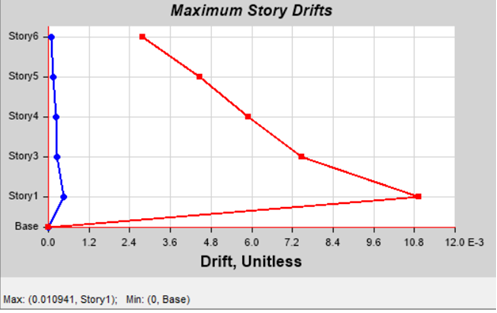 Maximum Story Drifts
Story6
Story5
Story4
Story3
Story1
Base
0.0 1.2 2.4 3.6 4.8 6.0 7.2 8.4 9.6 10.8 12.0 E-3
Drift, Unitless
Max: (0.010941, Story1); Min: (0, Base)